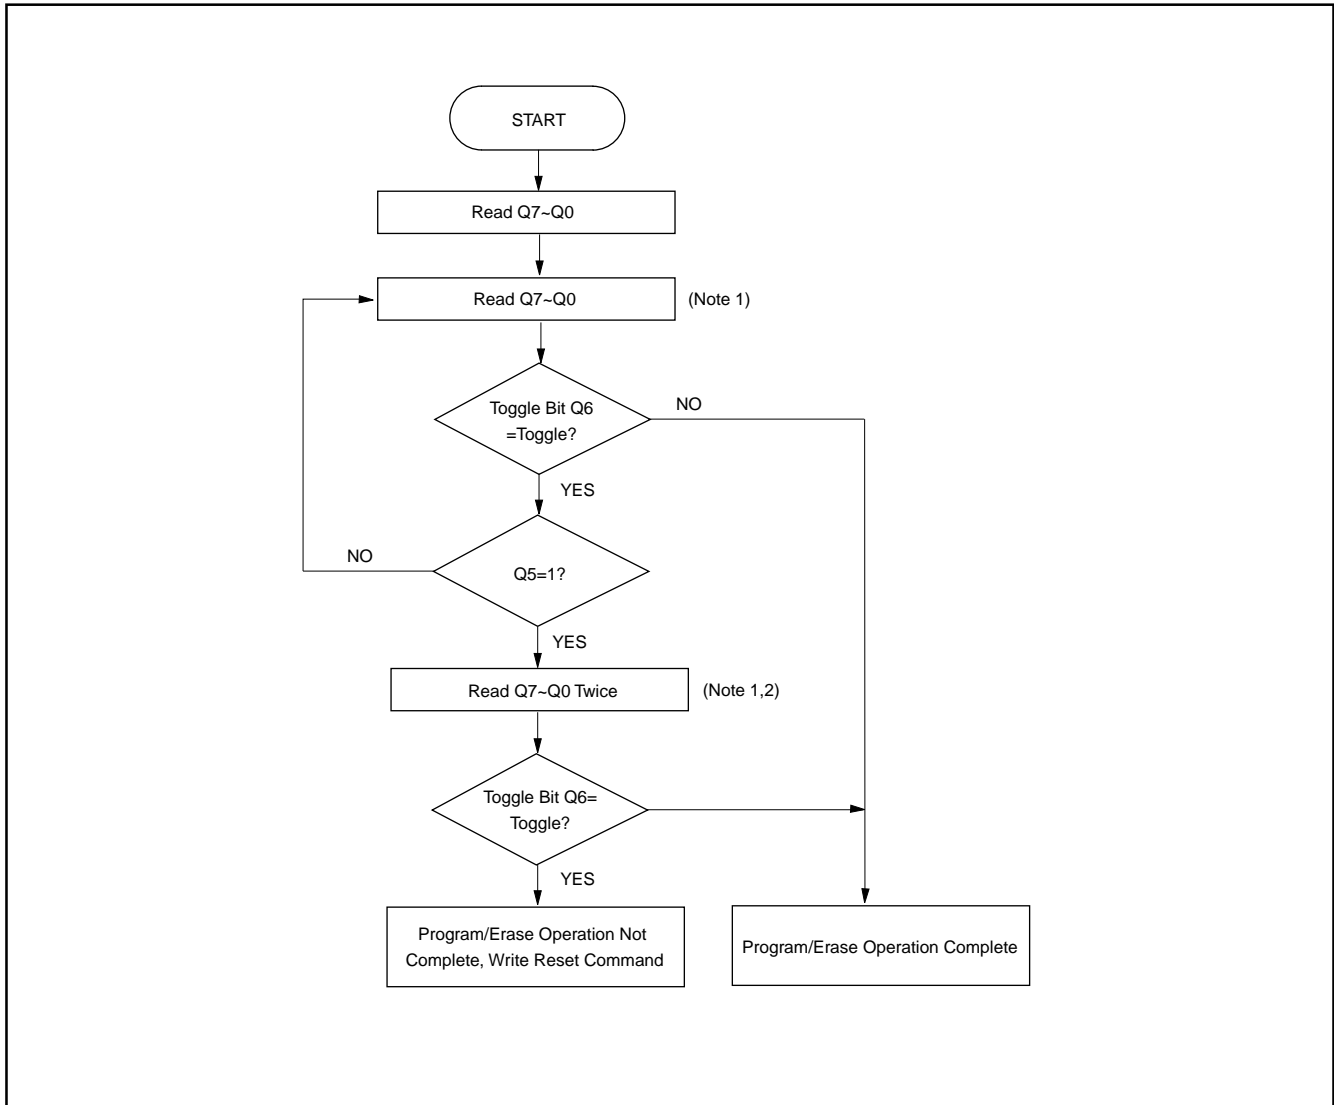 START
Read Q7~Q0
Read Q7~Q0
(Note 1)
Toggle Bit Q6
=Toggle?
NO
YES
NO
Q5=1?
YES
Read Q7~Q0 Twice
(Note 1,2)
Toggle Bit Q6=
Toggle?
YES
Program/Erase Operation Not
Complete, Write Reset Command
Program/Erase Operation Complete